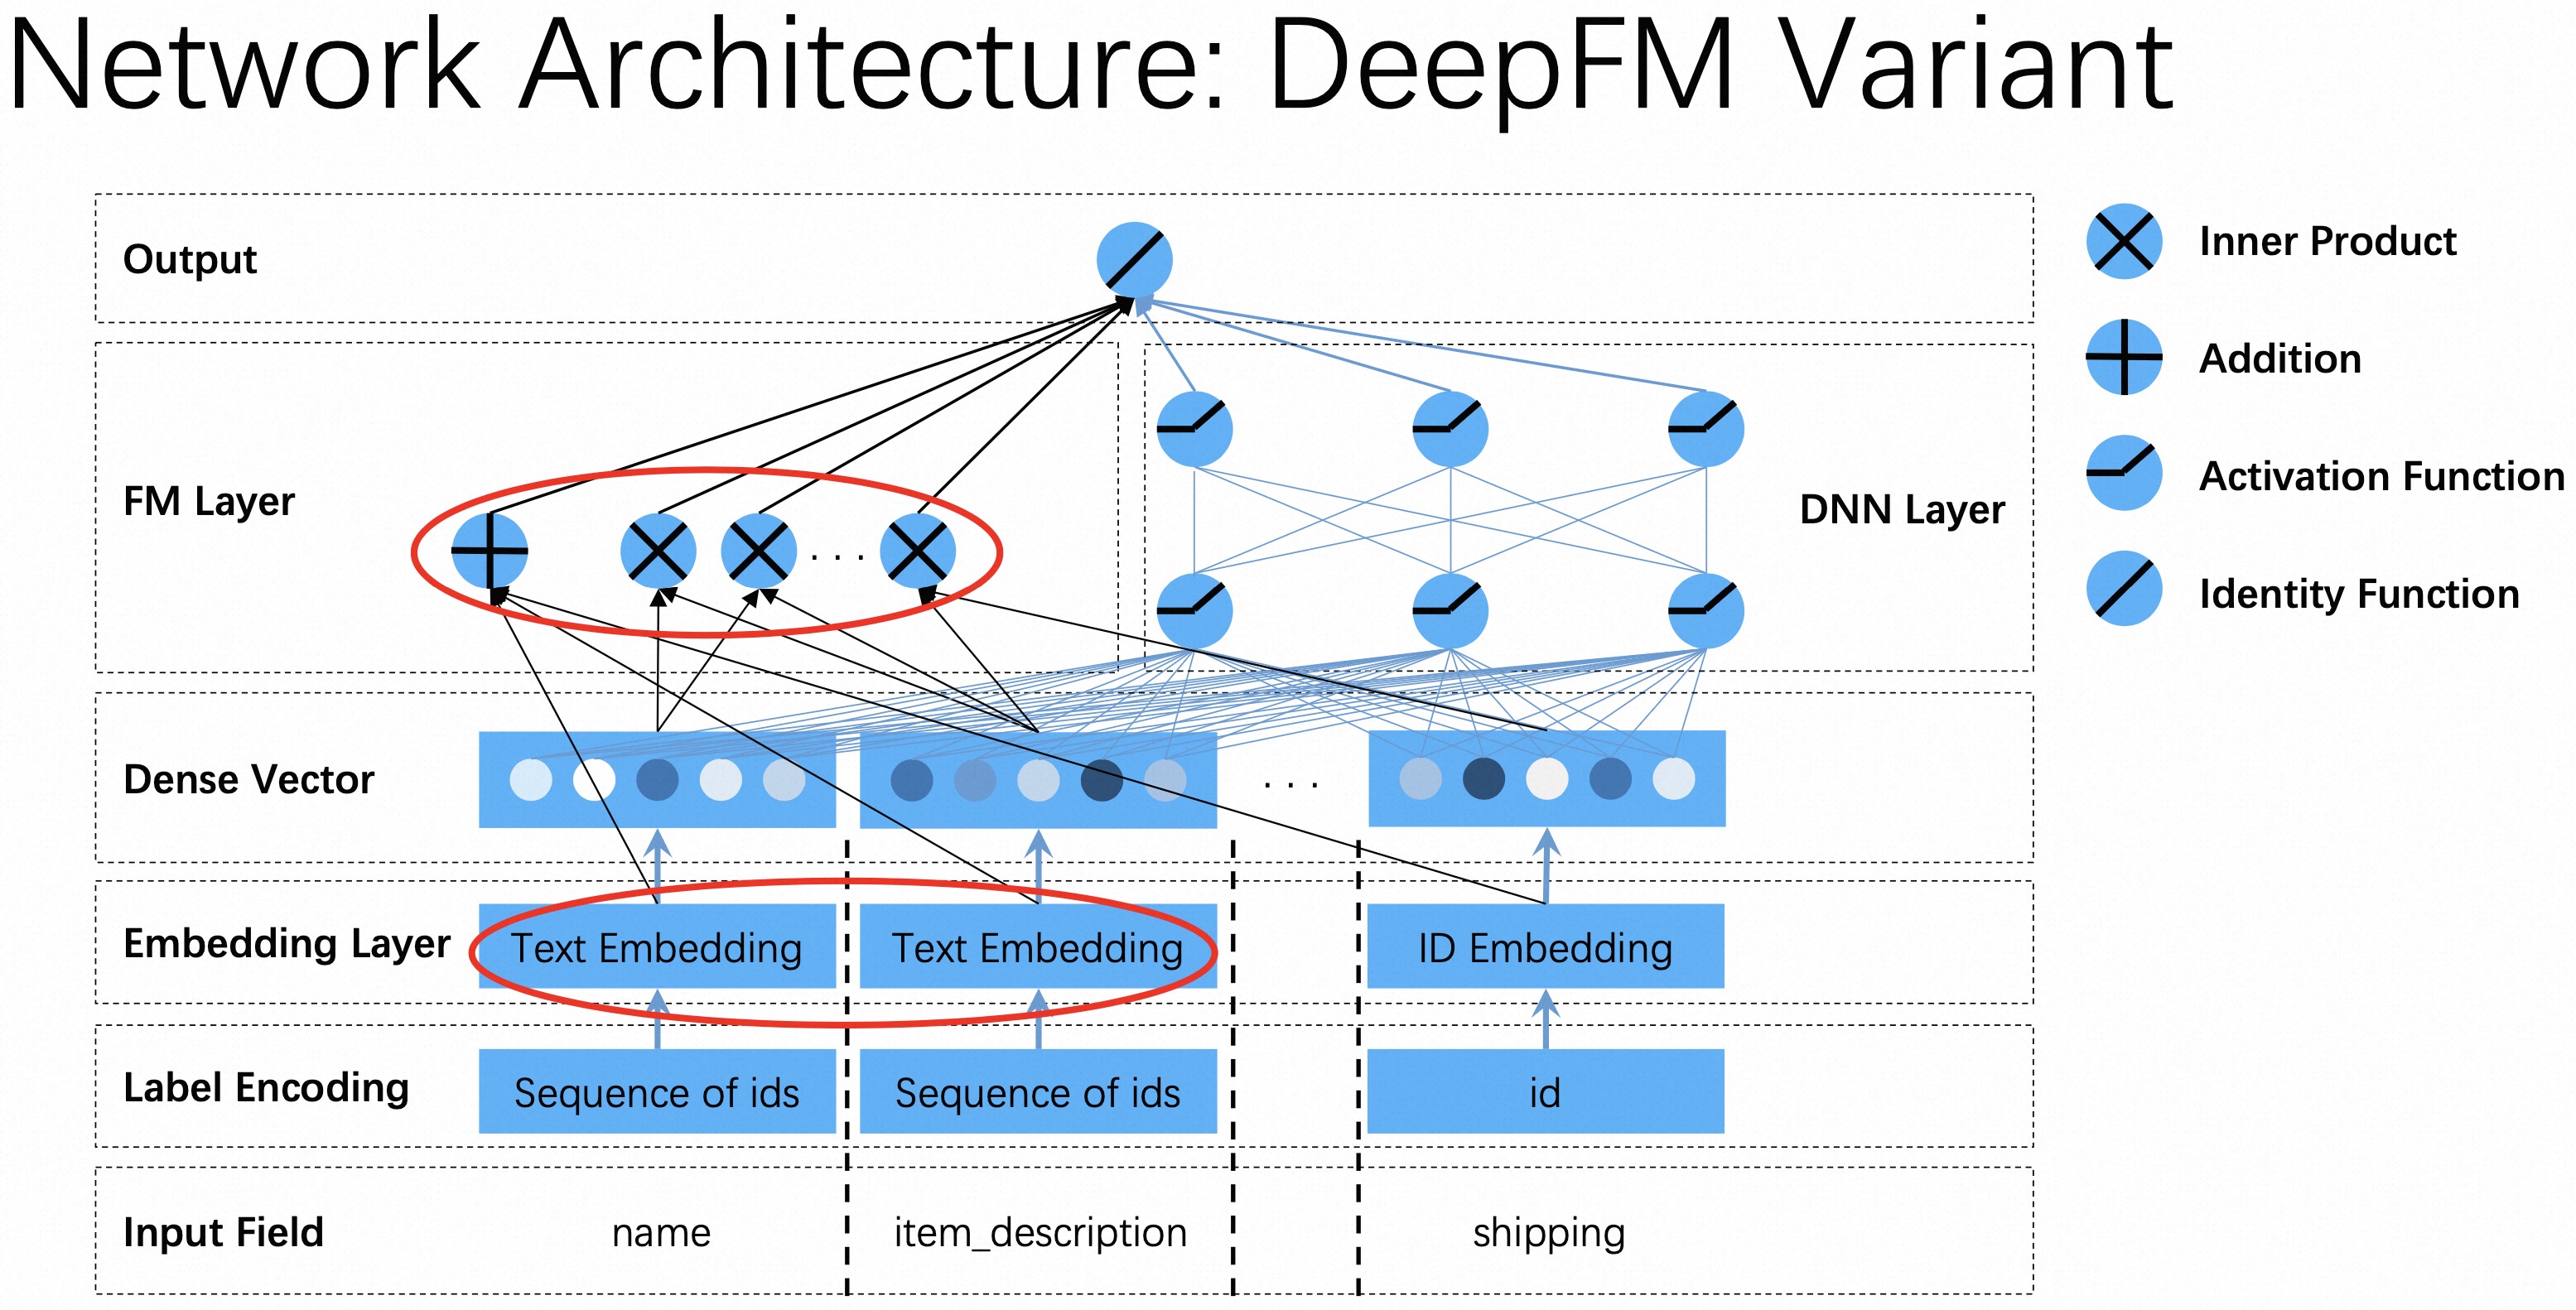 Network Architecture: DeepFM Variant
Output
Inner Product
Addition
Activation Function
Identity Function
FM Layer
. . .
DNN Layer
Dense Vector
. . .
Embedding Layer
Text Embedding
Text Embedding
ID Embedding
Label Encoding
Sequence of ids
Sequence of ids
id
Input Field
name
item_description
shipping